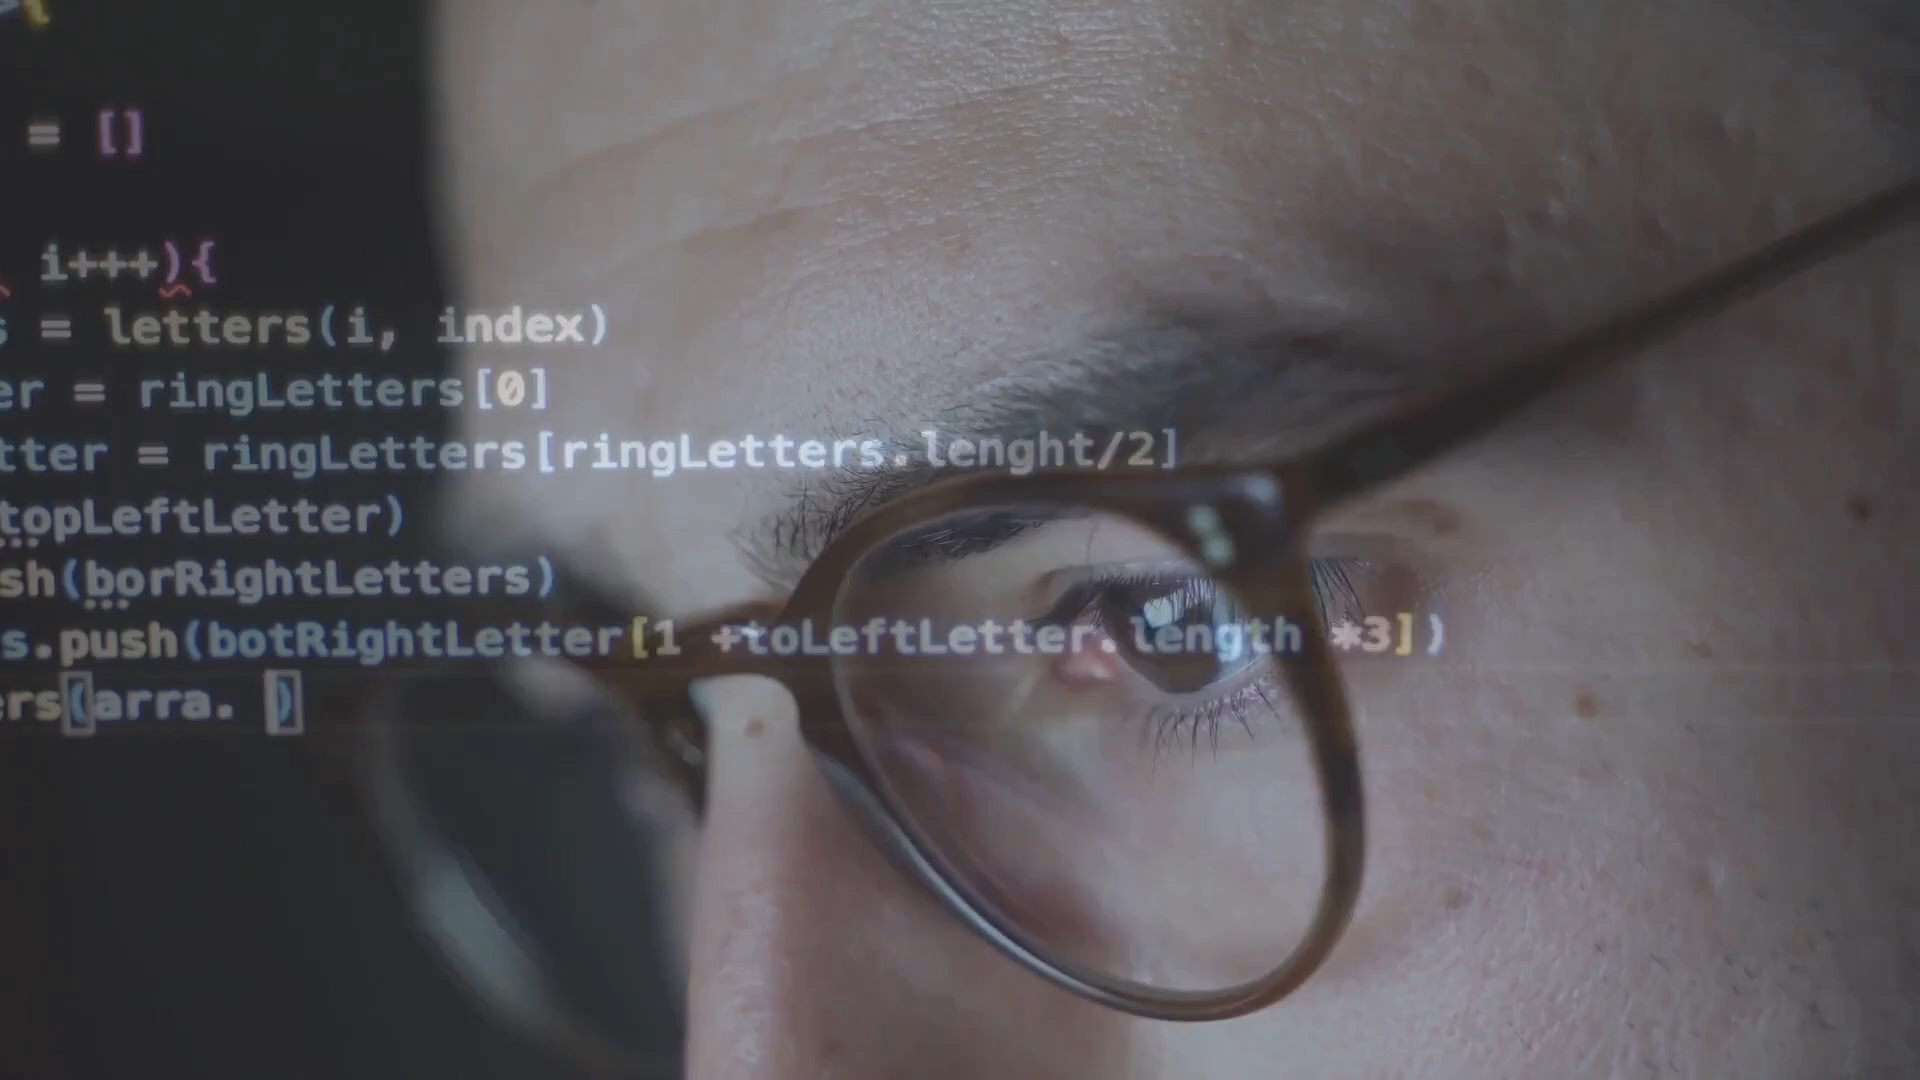 {
= []
i+++){
s = letters(i, index)
er = ringLetters[0]
tter = ringLetters[ringLetters.lenght/2]
topLeftLetter)
sh(borRightLetters)
s.push(botRightLetter[1 +toLeftLetter.length *3])
ers(arra. )